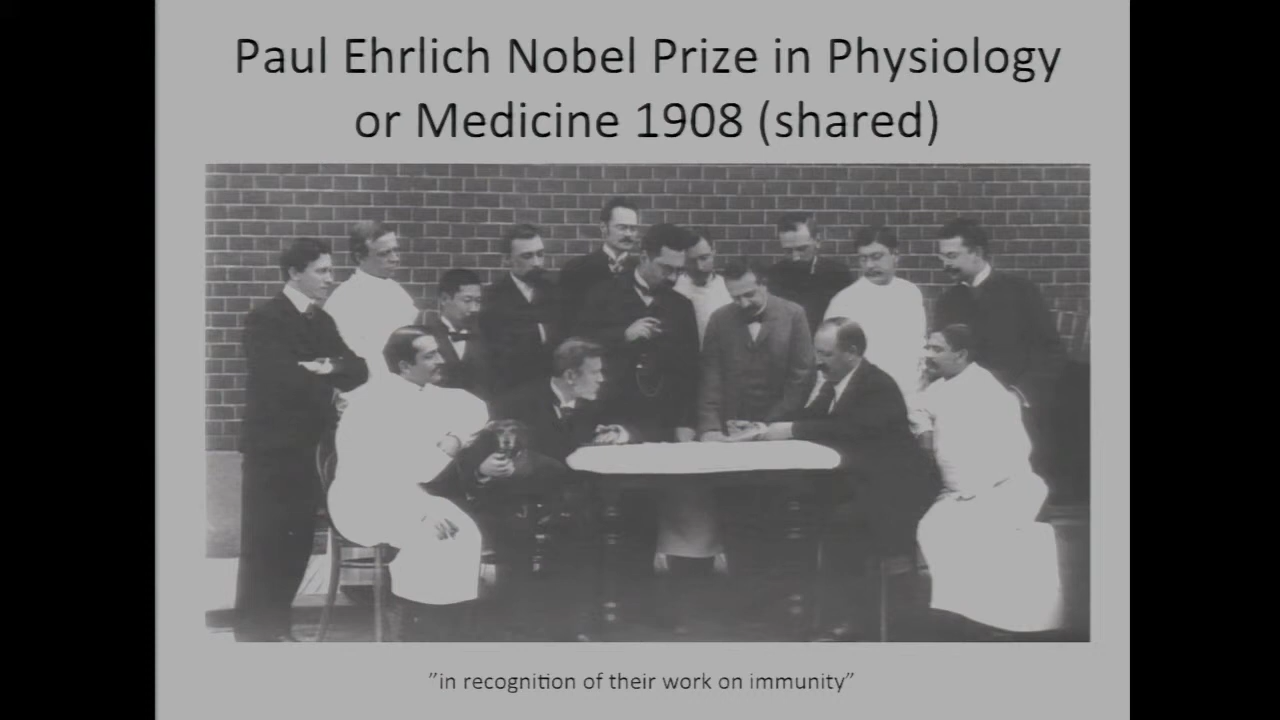 Paul Ehrlich Nobel Prize in Physiology
or Medicine 1908 (shared)
”in recognition of their work on immunity”